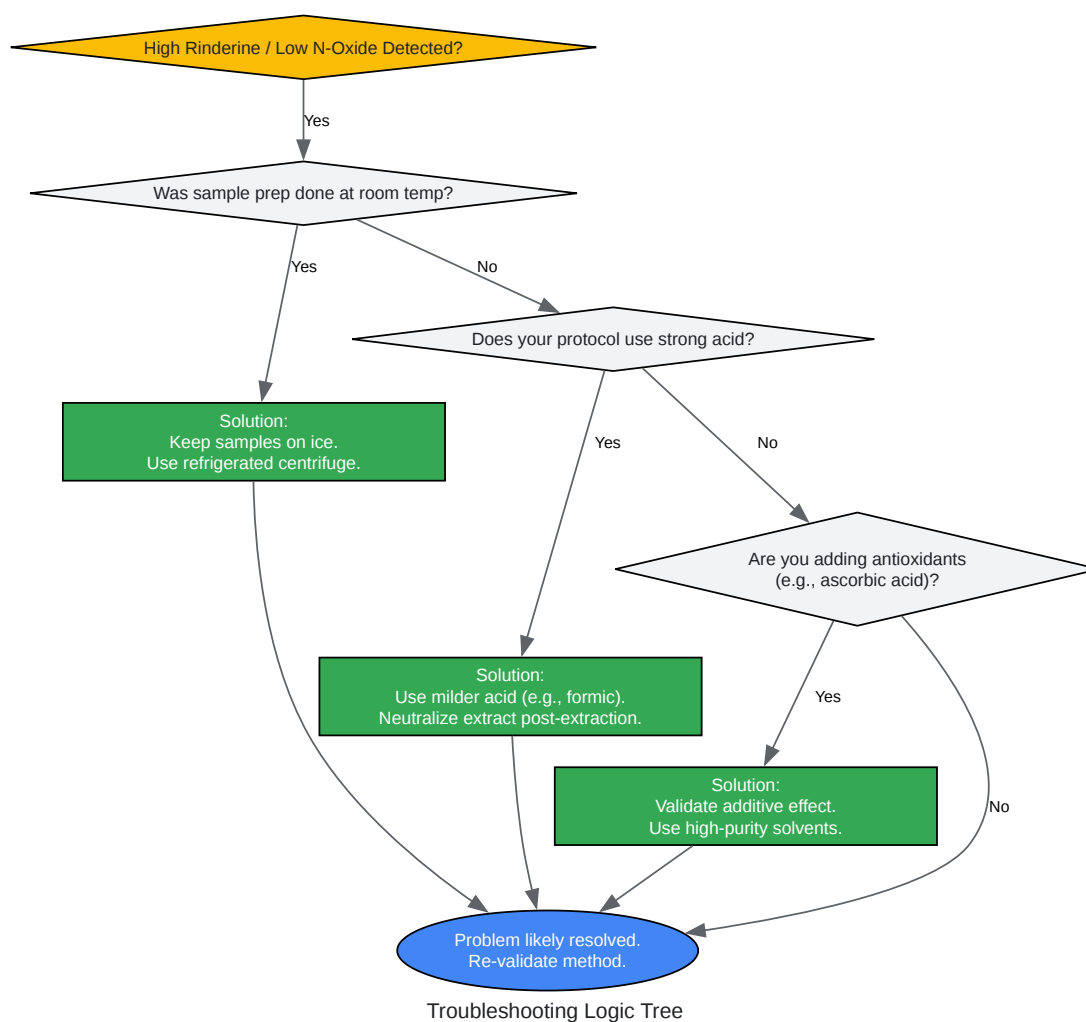 High Rinderine / Low N-Oxide Detected?
Yes
Was sample prep done at room temp?
Yes
No
Does your protocol use strong acid?
Solution:
Keep samples on ice.
Use refrigerated centrifuge.
Yes
No
Are you adding antioxidants
(e.g., ascorbic acid)?
Solution:
Use milder acid (e.g., formic).
Neutralize extract post-extraction.
Yes
Solution:
Validate additive effect.
Use high-purity solvents.
No
Problem likely resolved.
Re-validate method.
Troubleshooting Logic Tree